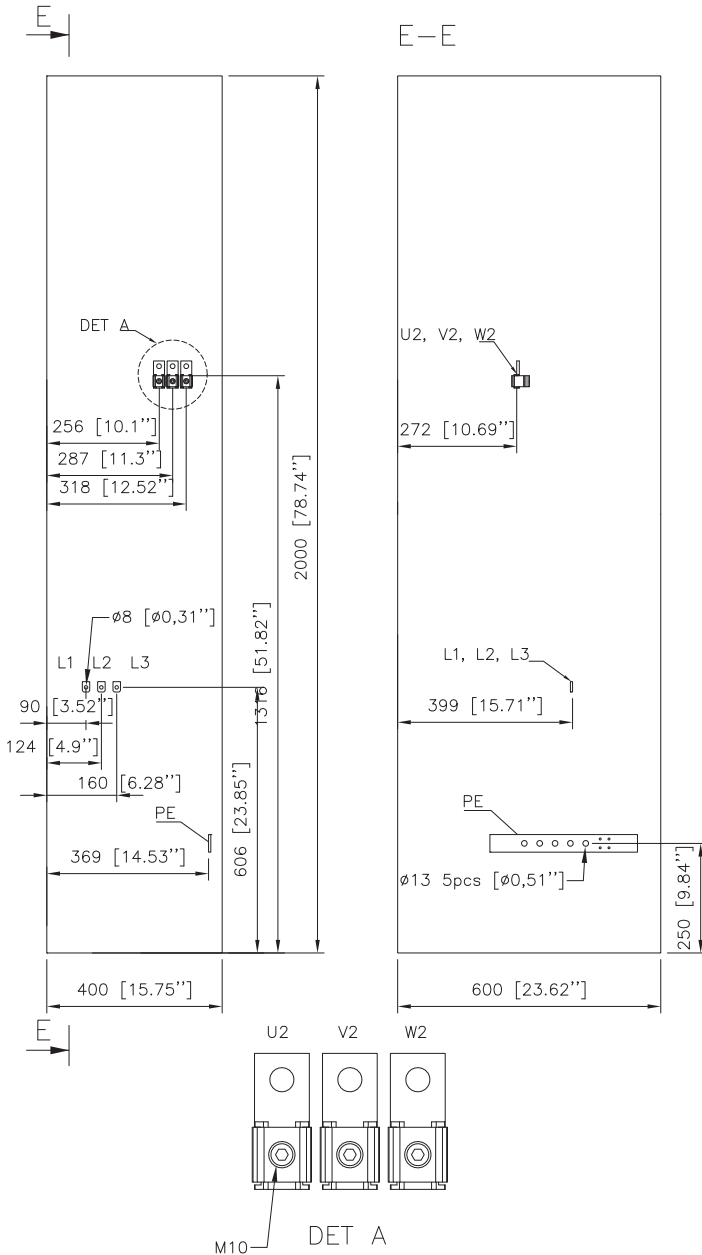 E
E—E
DET A
U2, V2, W2
256 [10.1’’]
272 [10.69’’]
287 [11.3’’]
318 [12.52’’]
2000 [78.74’’]
ø8 [ø0,31’’]
1316 [51.82’’]
L1 L2 L3
L1, L2, L3
90 [3.52’’]
399 [15.71’’]
124 [4.9’’]
160 [6.28’’]
606 [23.85’’]
PE
PE
369 [14.53’’]
ø13 5pcs [ø0,51’’]
250 [9.84’’]
400 [15.75’’]
600 [23.62’’]
E
U2 V2 W2
M10
DET A